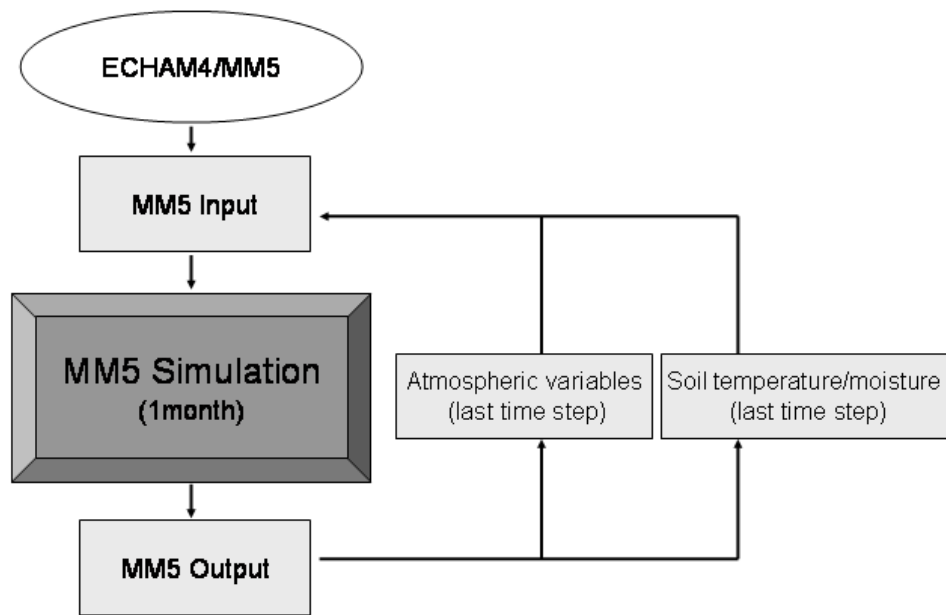 ECHAM4/MM5
MM5 Input
MM5 Simulation
(1month)
Atmospheric variables
(last time step)
Soil temperature/moisture
(last time step)
MM5 Output